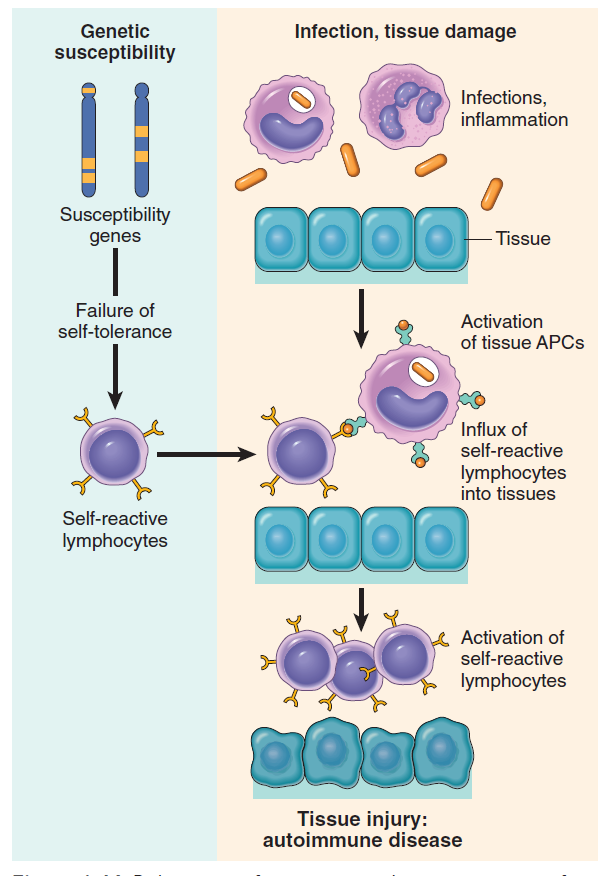 Genetic
susceptibility
Susceptibility
genes
Failure of
self-tolerance
Self-reactive
lymphocytes
Infection, tissue damage
Infections,
inflammation
Tissue
Activation
of tissue APCs
Influx of
self-reactive
lymphocytes
into tissues
Activation of
self-reactive
lymphocytes
Tissue injury:
autoimmune disease